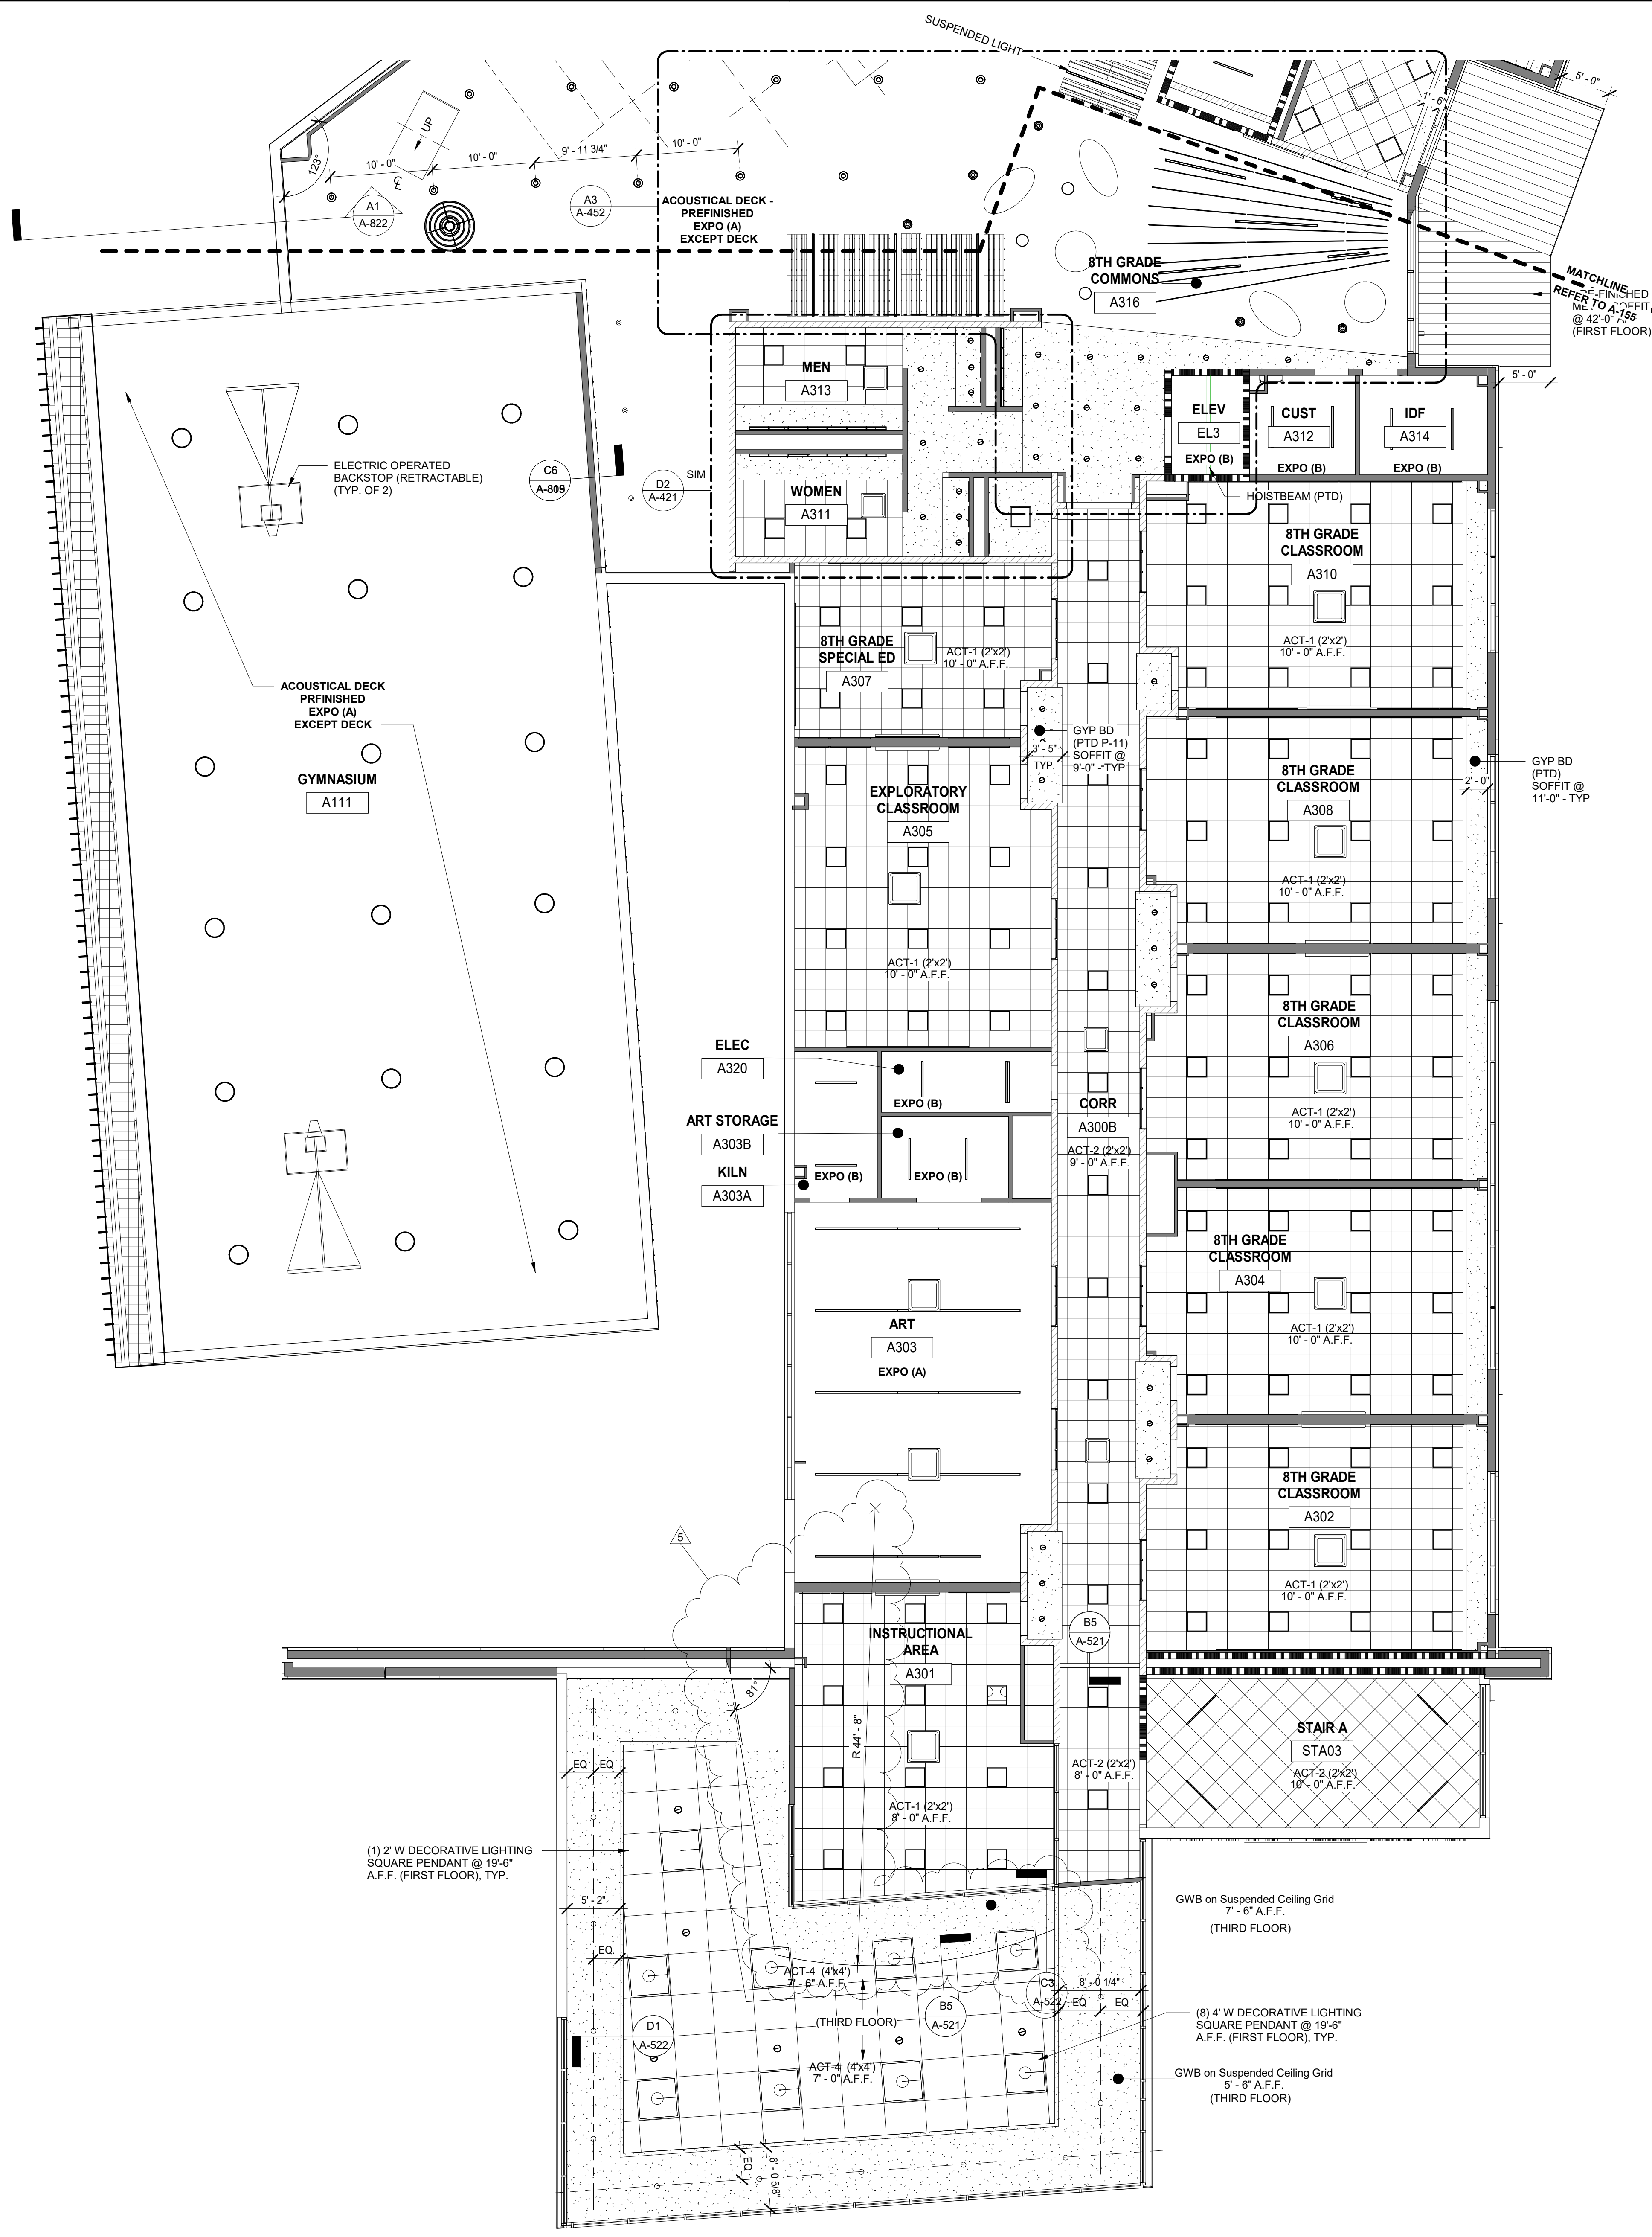 SUSPENDED LIGHT
5' - 0"
1' - 6"
UP
123°
10' - 0"
10' - 0"
9' - 11 3/4"
10' - 0"
A1
A-822
A3
A-452
ACOUSTICAL DECK -
PREFINISHED
EXPO (A)
EXCEPT DECK
8TH GRADE
COMMONS
A316
MATCHLINE
REFER TO A-155
@ 42'-0"
(FIRST FLOOR)
5' - 0"
MEN
A313
ELEV
EL3
EXPO (B)
CUST
A312
EXPO (B)
IDF
A314
EXPO (B)
HOISTBEAM (PTD)
ELECTRIC OPERATED
BACKSTOP (RETRACTABLE)
(TYP. OF 2)
C6
D2
A-421
SIM
WOMEN
A311
8TH GRADE
CLASSROOM
A310
ACT-1 (2'x2')
10' - 0" A.F.F.
8TH GRADE
SPECIAL ED
A307
ACT-1 (2'x2')
10' - 0" A.F.F.
ACOUSTICAL DECK
PRFINISHED
EXPO (A)
EXCEPT DECK
GYMNASIUM
A111
GYP BD
(PTD P-11)
SOFFIT @
9'-0" - TYP
3' - 5"
TYP.
8TH GRADE
CLASSROOM
A308
ACT-1 (2'x2')
10' - 0" A.F.F.
2' - 0"
GYP BD
(PTD)
SOFFIT @
11'-0" - TYP
EXPLORATORY
CLASSROOM
A305
ACT-1 (2'x2')
10' - 0" A.F.F.
8TH GRADE
CLASSROOM
A306
ACT-1 (2'x2')
10' - 0" A.F.F.
ELEC
A320
EXPO (B)
ART STORAGE
A303B
EXPO (B)
KILN
A303A
EXPO (B)
CORR
A300B
ACT-2 (2'x2')
9' - 0" A.F.F.
8TH GRADE
CLASSROOM
A304
ACT-1 (2'x2')
10' - 0" A.F.F.
ART
A303
EXPO (A)
8TH GRADE
CLASSROOM
A302
ACT-1 (2'x2')
10' - 0" A.F.F.
5
INSTRUCTIONAL
AREA
A301
B5
A-521
81°
R 44' - 8"
STAIR A
STA03
ACT-2 (2'x2')
10' - 0" A.F.F.
ACT-2 (2'x2')
8' - 0" A.F.F.
EQ
EQ
ACT-1 (2'x2')
8' - 0" A.F.F.
(1) 2' W DECORATIVE LIGHTING
SQUARE PENDANT @ 19'-6"
A.F.F. (FIRST FLOOR), TYP.
5' - 2"
EQ
GWB on Suspended Ceiling Grid
7' - 6" A.F.F.
(THIRD FLOOR)
ACT-4 (4'x4')
7' - 6" A.F.F.
C3
A-522
8' - 0 1/4"
EQ
EQ
B5
A-521
(THIRD FLOOR)
D1
A-522
(8) 4' W DECORATIVE LIGHTING
SQUARE PENDANT @ 19'-6"
A.F.F. (FIRST FLOOR), TYP.
ACT-4 (4'x4')
7' - 0" A.F.F.
GWB on Suspended Ceiling Grid
5' - 6" A.F.F.
(THIRD FLOOR)
EQ
6' - 0 5/8"